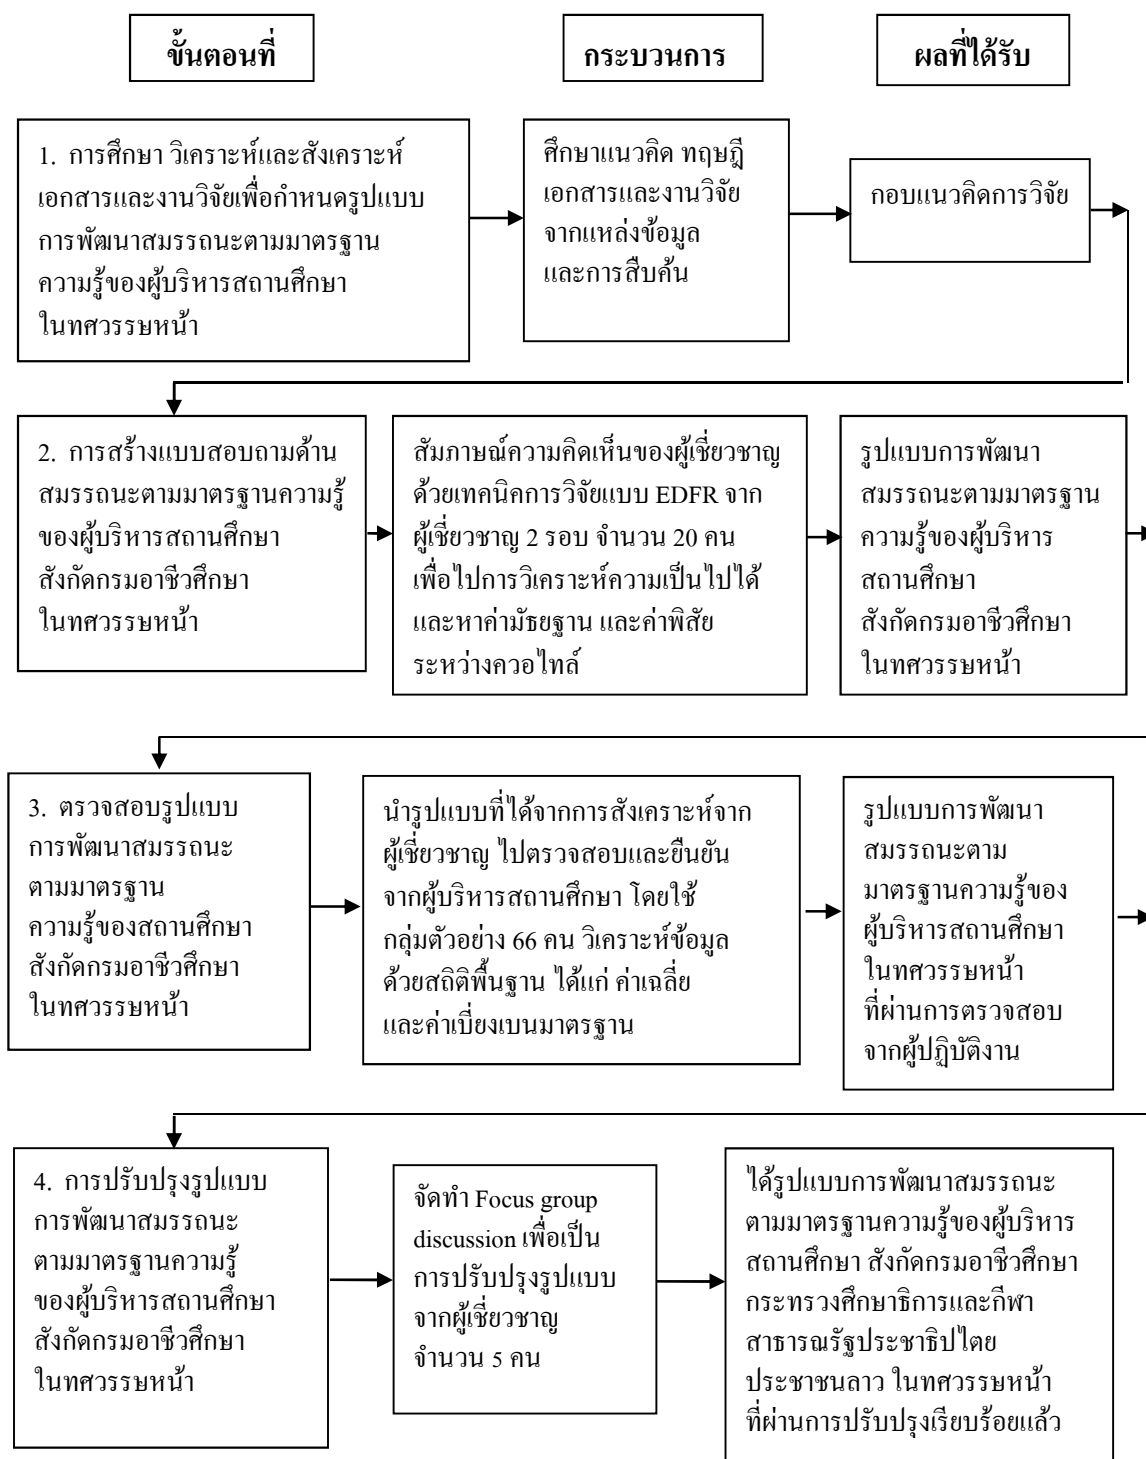 ขั้นตอนที่
กระบวนการ
ผลที่ได้รับ
1. การศึกษา วิเคราะห์และสังเคราะห์
เอกสารและงานวิจัยเพื่อกำหนดรูปแบบ
การพัฒนาสมรรถนะตามมาตรฐาน
ความรู้ของผู้บริหารสถานศึกษา
ในทศวรรษหน้า
ศึกษาแนวคิด ทฤษฎี
เอกสารและงานวิจัย
จากแหล่งข้อมูล
และการสืบค้น
กอบแนวคิดการวิจัย
2. การสร้างแบบสอบถามด้าน
สมรรถนะตามมาตรฐานความรู้
ของผู้บริหารสถานศึกษา
สังกัดกรมอาชีวศึกษา
ในทศวรรษหน้า
สัมภาษณ์ความคิดเห็นของผู้เชี่ยวชาญ
ด้วยเทคนิคการวิจัยแบบ EDFR จาก
ผู้เชี่ยวชาญ 2 รอบ จำนวน 20 คน
เพื่อไปการวิเคราะห์ความเป็นไปได้
และหาค่ามัธยฐาน และค่าพิสัย
ระหว่างควอไทล์
รูปแบบการพัฒนา
สมรรถนะตามมาตรฐาน
ความรู้ของผู้บริหาร
สถานศึกษา
สังกัดกรมอาชีวศึกษา
ในทศวรรษหน้า
3. ตรวจสอบรูปแบบ
การพัฒนาสมรรถนะ
ตามมาตรฐาน
ความรู้ของสถานศึกษา
สังกัดกรมอาชีวศึกษา
ในทศวรรษหน้า
นำรูปแบบที่ได้จากการสังเคราะห์จาก
ผู้เชี่ยวชาญ ไปตรวจสอบและยืนยัน
จากผู้บริหารสถานศึกษา โดยใช้
กลุ่มตัวอย่าง 66 คน วิเคราะห์ข้อมูล
ด้วยสถิติพื้นฐาน ได้แก่ ค่าเฉลี่ย
และค่าเบี่ยงเบนมาตรฐาน
รูปแบบการพัฒนา
สมรรถนะตาม
มาตรฐานความรู้ของ
ผู้บริหารสถานศึกษา
ในทศวรรษหน้า
ที่ผ่านการตรวจสอบ
จากผู้ปฏิบัติงาน
4. การปรับปรุงรูปแบบ
การพัฒนาสมรรถนะ
ตามมาตรฐานความรู้
ของผู้บริหารสถานศึกษา
สังกัดกรมอาชีวศึกษา
ในทศวรรษหน้า
จัดทำ Focus group
discussion เพื่อเป็น
การปรับปรุงรูปแบบ
จากผู้เชี่ยวชาญ
จำนวน 5 คน
ได้รูปแบบการพัฒนาสมรรถนะ
ตามมาตรฐานความรู้ของผู้บริหาร
สถานศึกษา สังกัดกรมอาชีวศึกษา
กระทรวงศึกษาธิการและกีฬา
สาธารณรัฐประชาธิปไตย
ประชาชนลาว ในทศวรรษหน้า
ที่ผ่านการปรับปรุงเรียบร้อยแล้ว